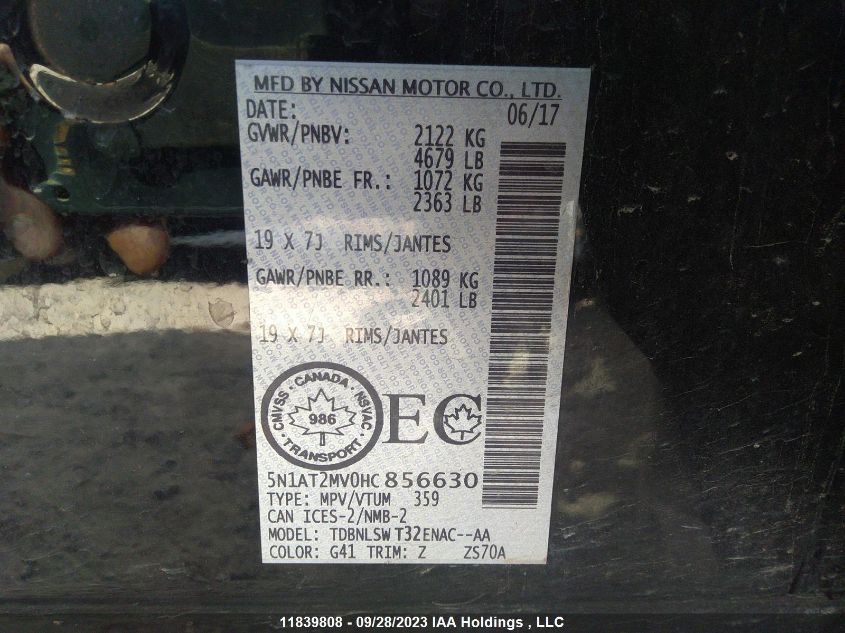 MFD BY NISSAN MOTOR CO., LTD.
DATE: 06/17
GVWR/PNBV: 2122 KG
4679 LB
GAWR/PNBE FR.: 1072 KG
2363 LB
19 X 7J RIMS/JANTES
GAWR/PNBE RR.: 1089 KG
2401 LB
19 X 7J RIMS/JANTES
CMVSS · CANADA · NSVAC
986
TRANSPORT
EC
5N1AT2MV0HC856630
TYPE: MPV/VTUM 359
CAN ICES-2/NMB-2
MODEL: TDBNLSW T32ENAC--AA
COLOR: G41 TRIM: Z ZS70A
11839808 - 09/28/2023 IAA Holdings , LLC